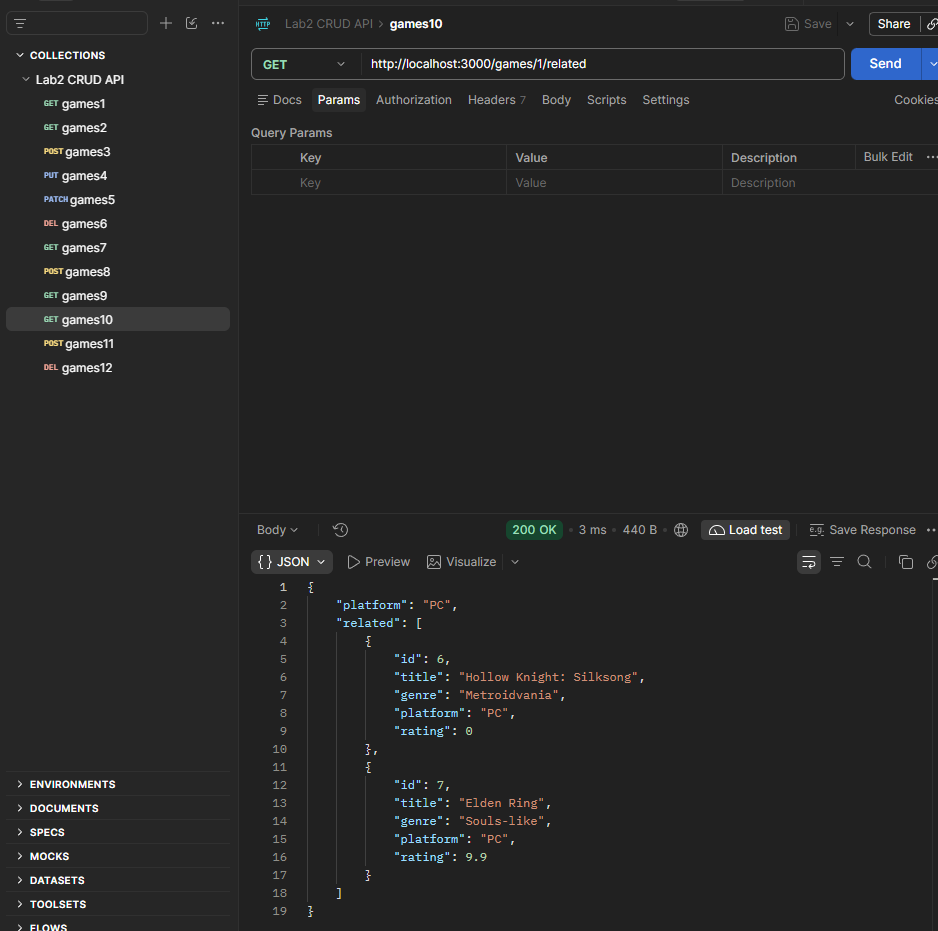 COLLECTIONS
Lab2 CRUD API
GET games1
GET games2
POST games3
PUT games4
PATCH games5
DEL games6
GET games7
POST games8
GET games9
GET games10
POST games11
DEL games12
ENVIRONMENTS
DOCUMENTS
SPECS
MOCKS
DATASETS
TOOLSETS
FLOWS
HTTP Lab2 CRUD API > games10 Save Share
GET http://localhost:3000/games/1/related Send
Docs Params Authorization Headers 7 Body Scripts Settings Cookies
Query Params
Key Value Description Bulk Edit
Key Value Description
Body 200 OK • 3 ms • 440 B • Load test e.g. Save Response
{} JSON Preview Visualize
1 {
2 "platform": "PC",
3 "related": [
4 {
5 "id": 6,
6 "title": "Hollow Knight: Silksong",
7 "genre": "Metroidvania",
8 "platform": "PC",
9 "rating": 0
10 },
11 {
12 "id": 7,
13 "title": "Elden Ring",
14 "genre": "Souls-like",
15 "platform": "PC",
16 "rating": 9.9
17 }
18 ]
19 }